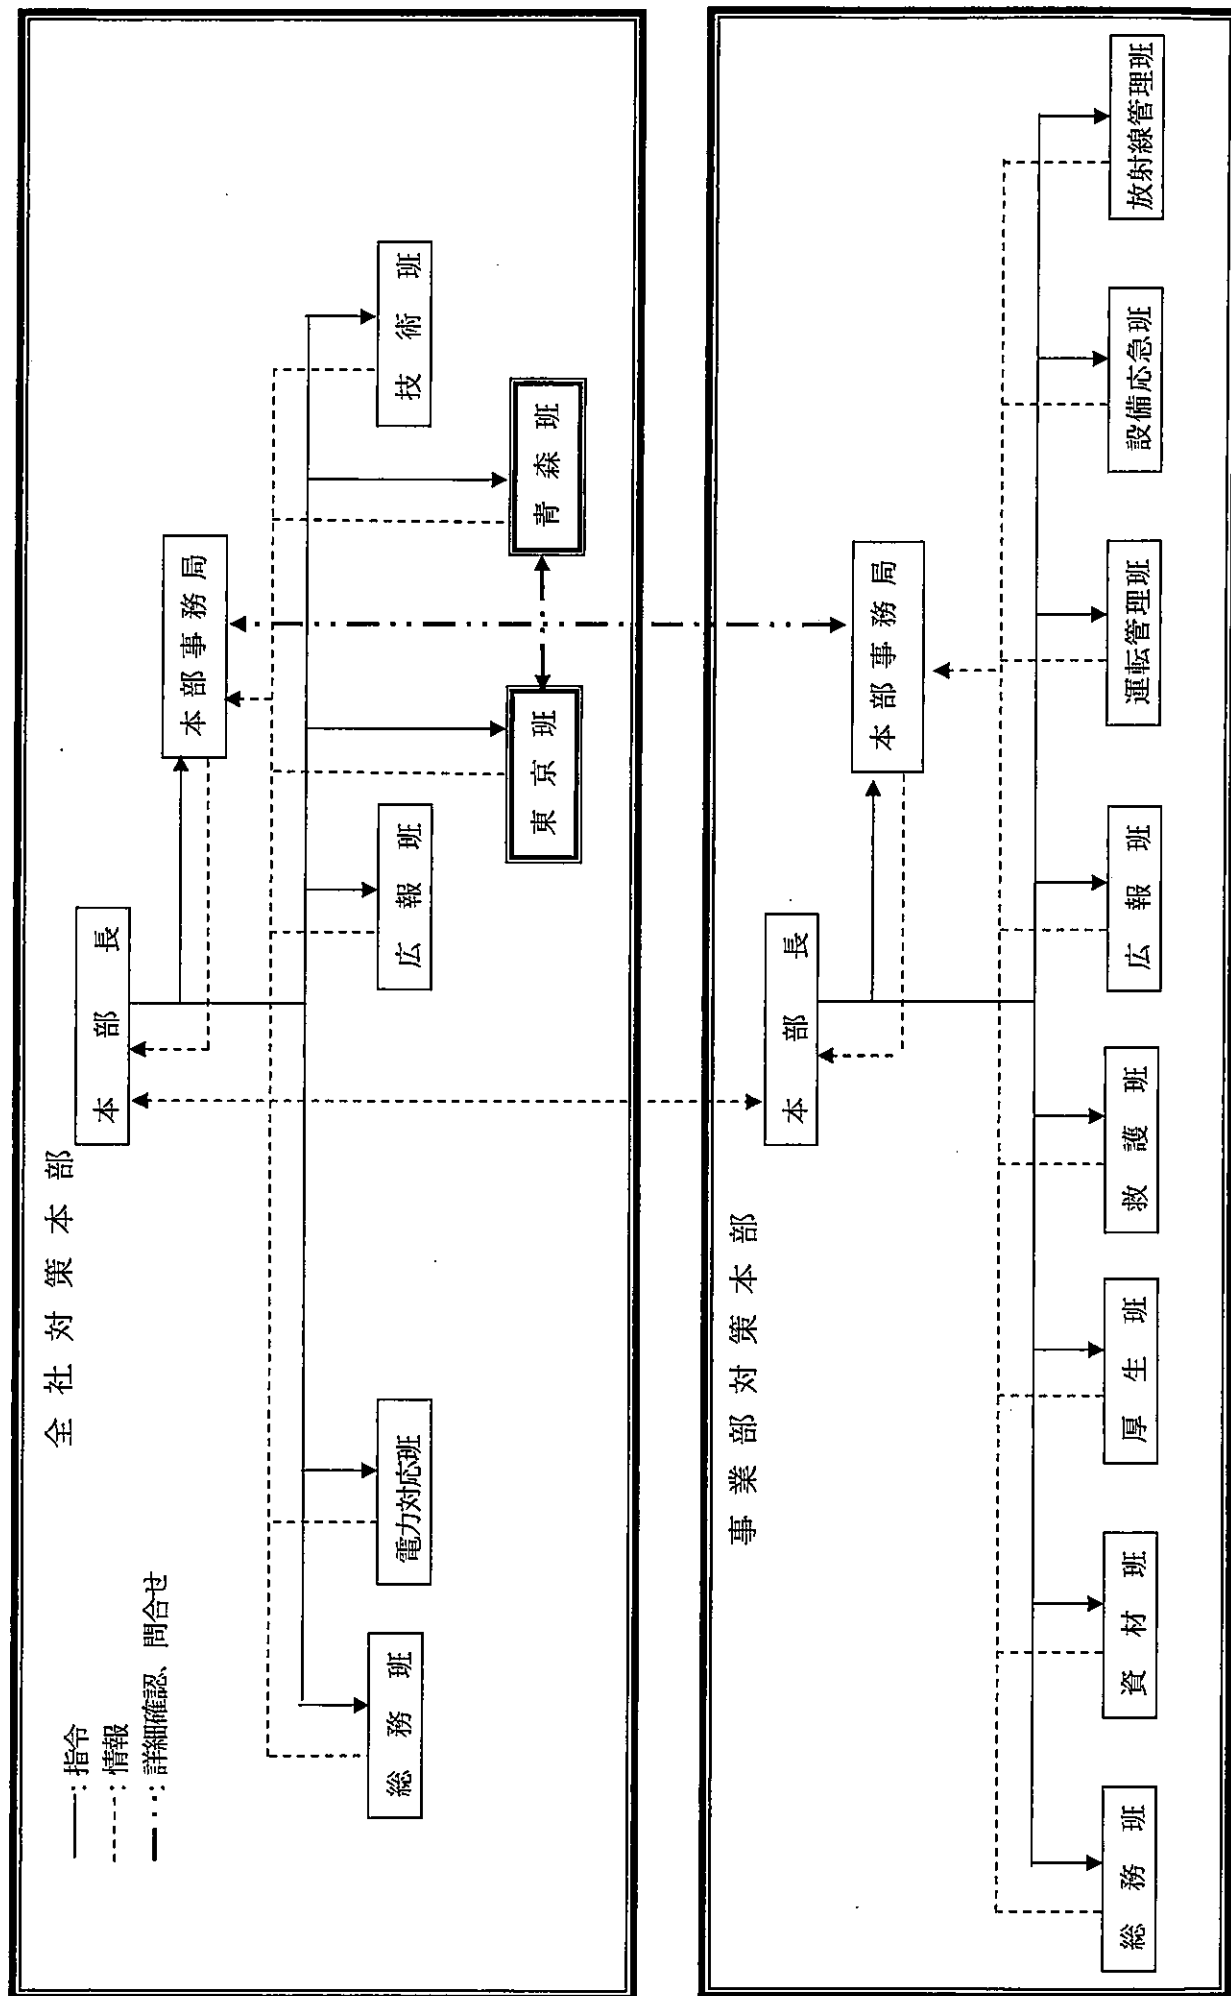 ――― : 指令
------ : 情報
━ ‥ : 詳細確認、問合せ
全社対策本部
本部長
本部事務局
総務班
電力対応班
広報班
技術班
東京班
青森班
事業部対策本部
本部長
本部事務局
総務班
資材班
厚生班
救護班
広報班
運転管理班
設備応急班
放射線管理班